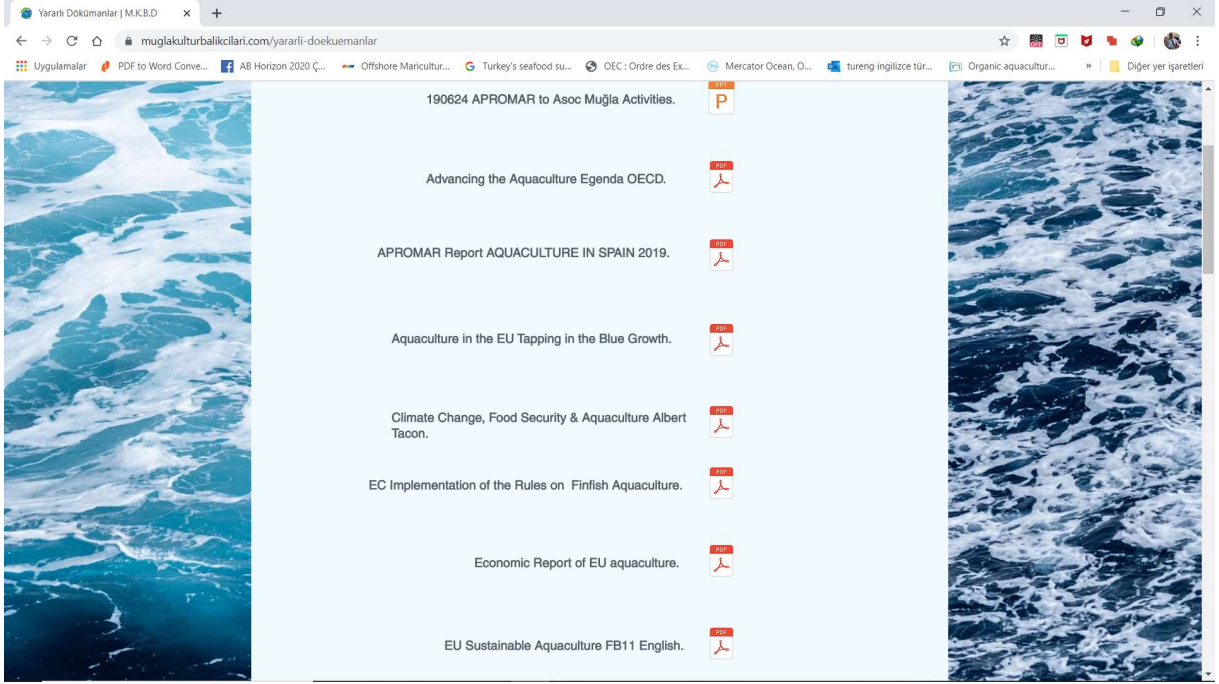 Yararlı Dökümanlar | M.K.B.D
muglakulturbalikcilari.com/yararli-doekuemanlar
OFF
Uygulamalar PDF to Word Conve... AB Horizon 2020 Ç... Offshore Maricultur... Turkey's seafood su... OEC : Ordre des Ex... Mercator Ocean, O... tureng ingilizce tür... Organic aquacultur... » Diğer yer işaretleri
190624 APROMAR to Asoc Muğla Activities.
PPT
P
Advancing the Aquaculture Egenda OECD.
PDF
APROMAR Report AQUACULTURE IN SPAIN 2019.
PDF
Aquaculture in the EU Tapping in the Blue Growth.
PDF
Climate Change, Food Security & Aquaculture Albert
Tacon.
PDF
EC Implementation of the Rules on Finfish Aquaculture.
PDF
Economic Report of EU aquaculture.
PDF
EU Sustainable Aquaculture FB11 English.
PDF